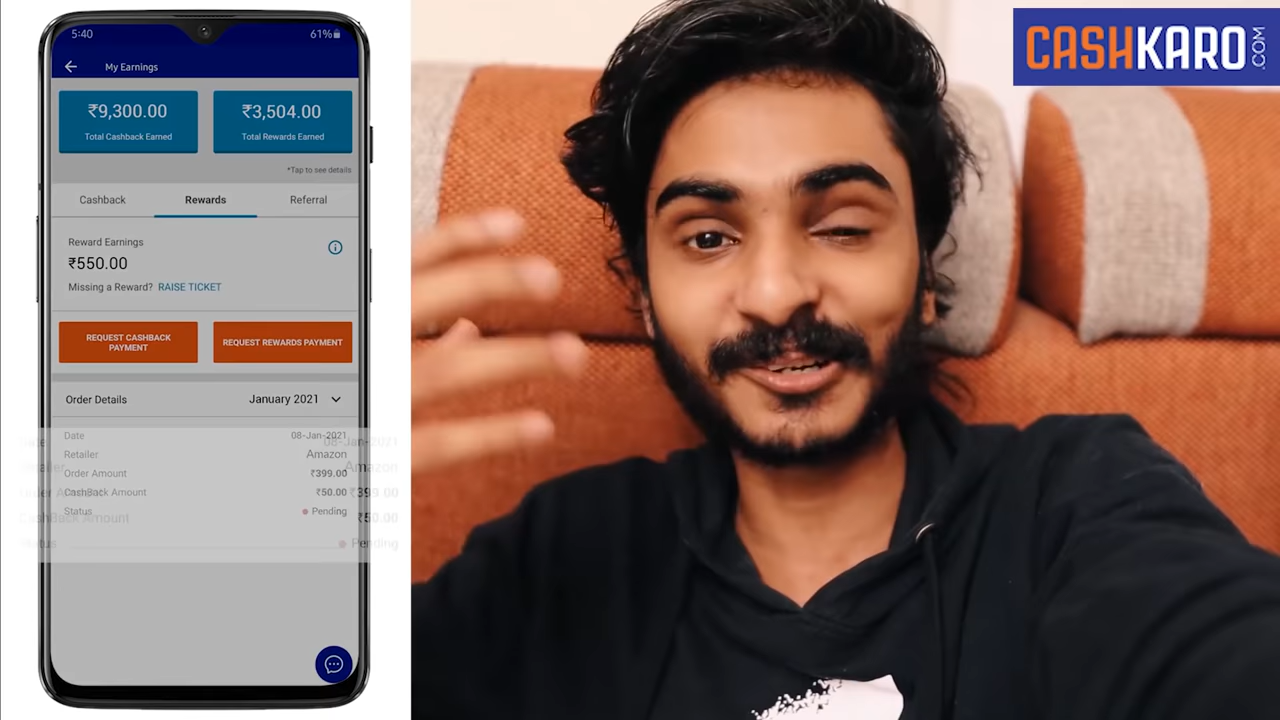 5:40
61%
My Earnings
₹9,300.00
Total Cashback Earned
₹3,504.00
Total Rewards Earned
*Tap to see details
Cashback
Rewards
Referral
Reward Earnings
₹550.00
Missing a Reward? RAISE TICKET
REQUEST CASHBACK
PAYMENT
REQUEST REWARDS PAYMENT
Order Details
January 2021
Date
08-Jan-2021
Retailer
Amazon
Order Amount
₹399.00
CashBack Amount
₹50.00
Status
Pending
CASHKARO.COM